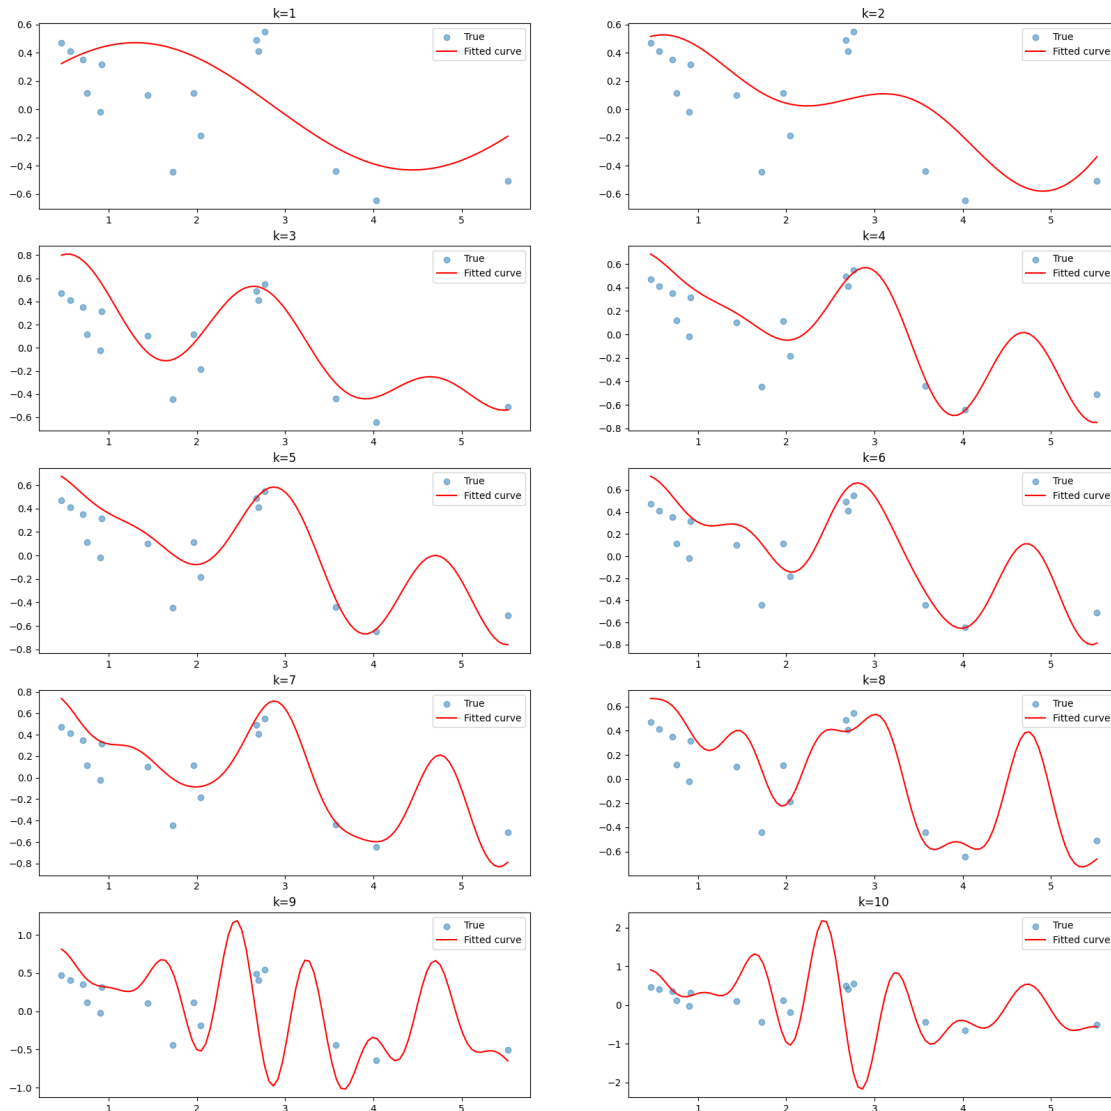 k=1
0.6
0.4
0.2
0.0
−0.2
−0.4
−0.6
1 2 3 4 5
True
Fitted curve
k=2
0.6
0.4
0.2
0.0
−0.2
−0.4
−0.6
1 2 3 4 5
True
Fitted curve
k=3
0.8
0.6
0.4
0.2
0.0
−0.2
−0.4
−0.6
1 2 3 4 5
True
Fitted curve
k=4
0.6
0.4
0.2
0.0
−0.2
−0.4
−0.6
−0.8
1 2 3 4 5
True
Fitted curve
k=5
0.6
0.4
0.2
0.0
−0.2
−0.4
−0.6
−0.8
1 2 3 4 5
True
Fitted curve
k=6
0.6
0.4
0.2
0.0
−0.2
−0.4
−0.6
−0.8
1 2 3 4 5
True
Fitted curve
k=7
0.8
0.6
0.4
0.2
0.0
−0.2
−0.4
−0.6
−0.8
1 2 3 4 5
True
Fitted curve
k=8
0.6
0.4
0.2
0.0
−0.2
−0.4
−0.6
1 2 3 4 5
True
Fitted curve
k=9
1.0
0.5
0.0
−0.5
−1.0
1 2 3 4 5
True
Fitted curve
k=10
2
1
0
−1
−2
1 2 3 4 5
True
Fitted curve